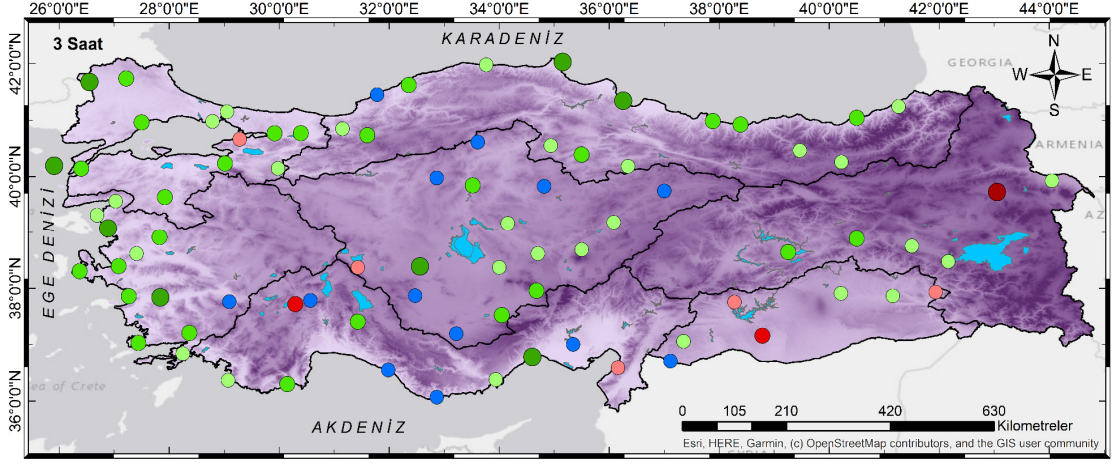 26°0'0"E 28°0'0"E 30°0'0"E 32°0'0"E 34°0'0"E 36°0'0"E 38°0'0"E 40°0'0"E 42°0'0"E 44°0'0"E
3 Saat
KARADENİZ
N
W E
S
GEORGIA
ARMENIA
AZ
42°0'0"N
40°0'0"N
38°0'0"N
36°0'0"N
EGE DENİZİ
Sea of Crete
AKDENİZ
0 105 210 420 630
Kilometreler
Esri, HERE, Garmin, (c) OpenStreetMap contributors, and the GIS user community
SYRIA